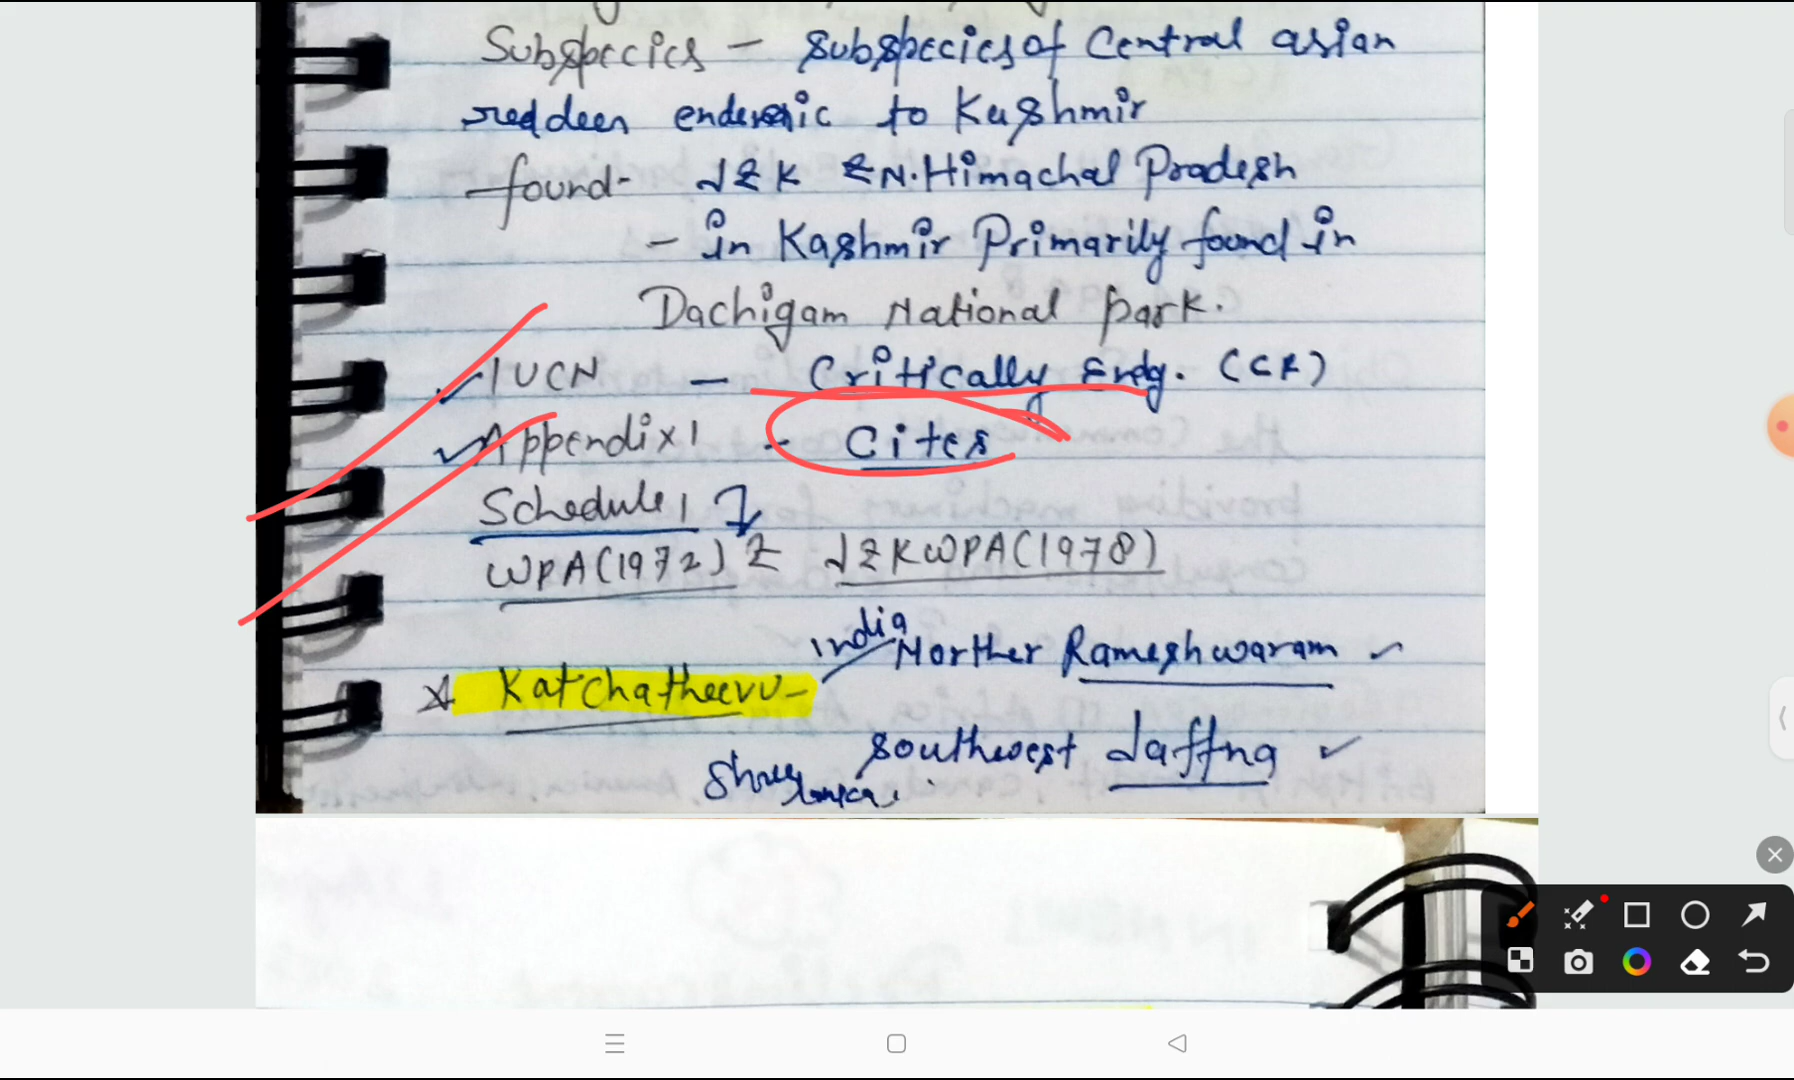 Subspecies - Subspecies of Central asian
red deer endemic to Kashmir
found- J&K & N. Himachal Pradesh
- in Kashmir Primarily found in
Dachigam National park.
IUCN - Critically Endg. (CR)
Appendix I - Cites
Schedule I
WPA(1972) & J&KWPA(1978)
India Norther Rameshwaram
Katchatheevu-
southwest Jaffna